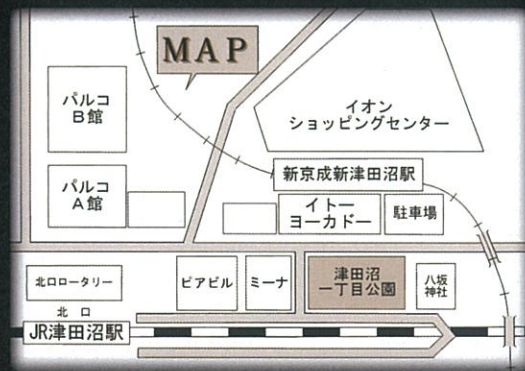 MAP
パルコ
B館
イオン
ショッピングセンター
新京成新津田沼駅
パルコ
A館
イトー
ヨーカドー
駐車場
北口ロータリー
ビアビル
ミーナ
津田沼
一丁目公園
八坂
神社
北口
JR津田沼駅